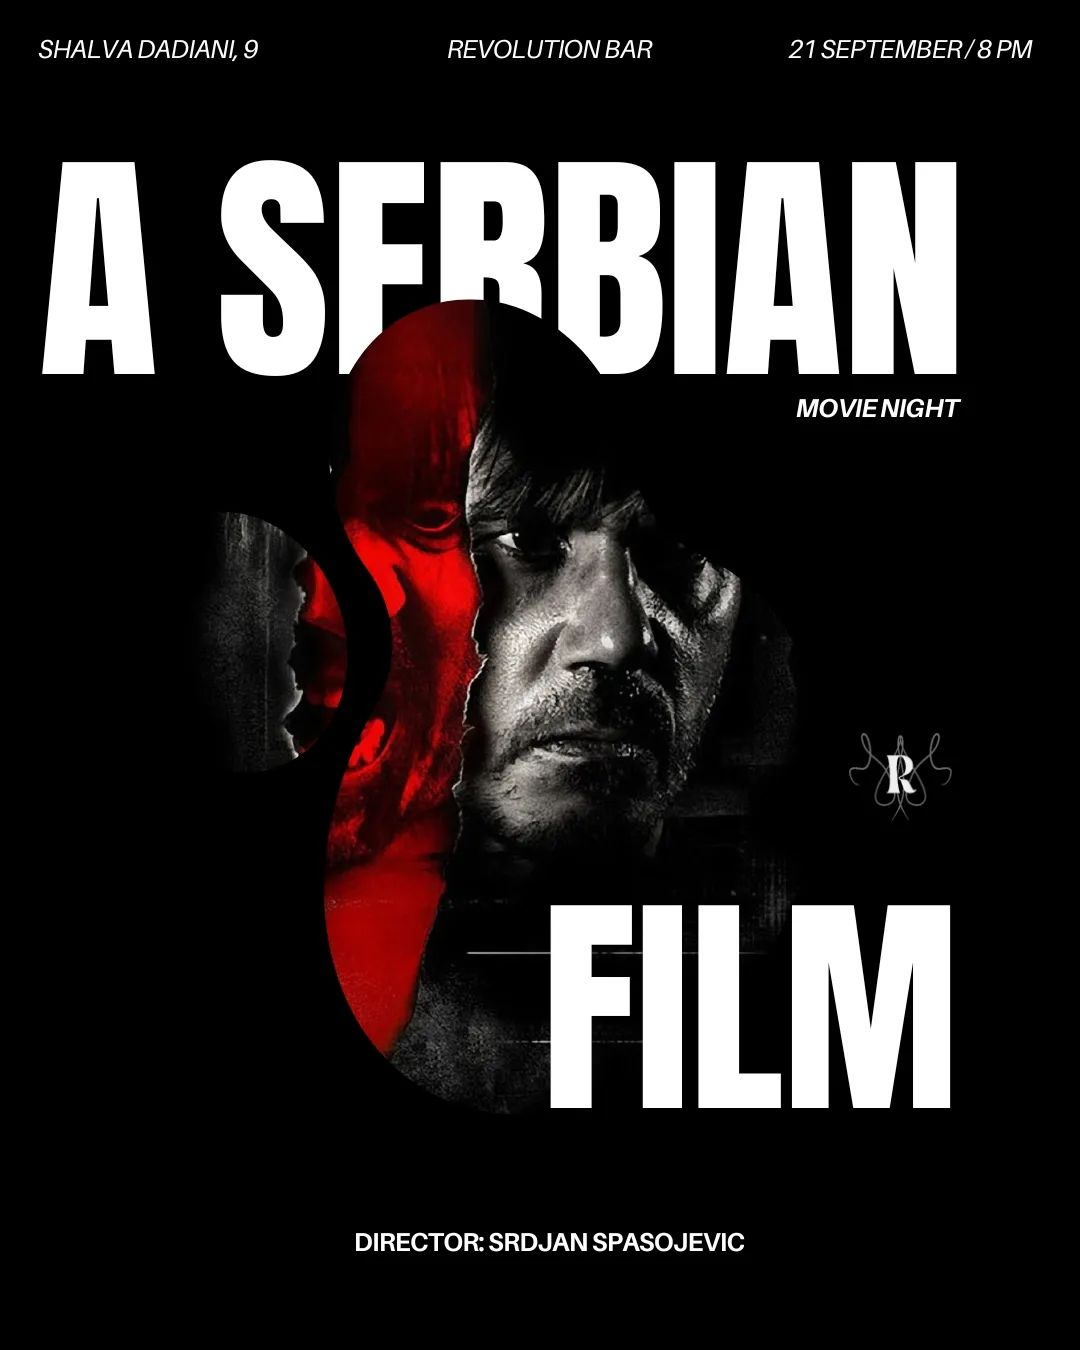 SHALVA DADIANI, 9
REVOLUTION BAR
21 SEPTEMBER / 8 PM
A SERBIAN
MOVIE NIGHT
R
FILM
DIRECTOR: SRDJAN SPASOJEVIC